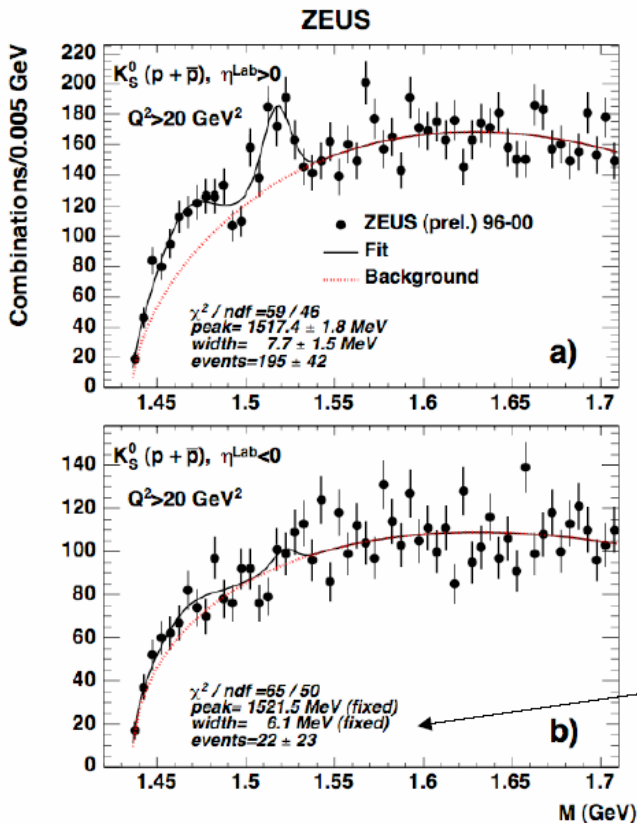 ZEUS
Combinations/0.005 GeV
220
200
180
160
140
120
100
80
60
40
20
0
K⁰S (p + p̄), ηLab>0
Q²>20 GeV²
ZEUS (prel.) 96-00
Fit
Background
χ² / ndf =59 / 46
peak= 1517.4 ± 1.8 MeV
width= 7.7 ± 1.5 MeV
events=195 ± 42
a)
1.45 1.5 1.55 1.6 1.65 1.7
140
120
100
80
60
40
20
0
K⁰S (p + p̄), ηLab<0
Q²>20 GeV²
χ² / ndf =65 / 50
peak= 1521.5 MeV (fixed)
width= 6.1 MeV (fixed)
events=22 ± 23
b)
1.45 1.5 1.55 1.6 1.65 1.7
M (GeV)